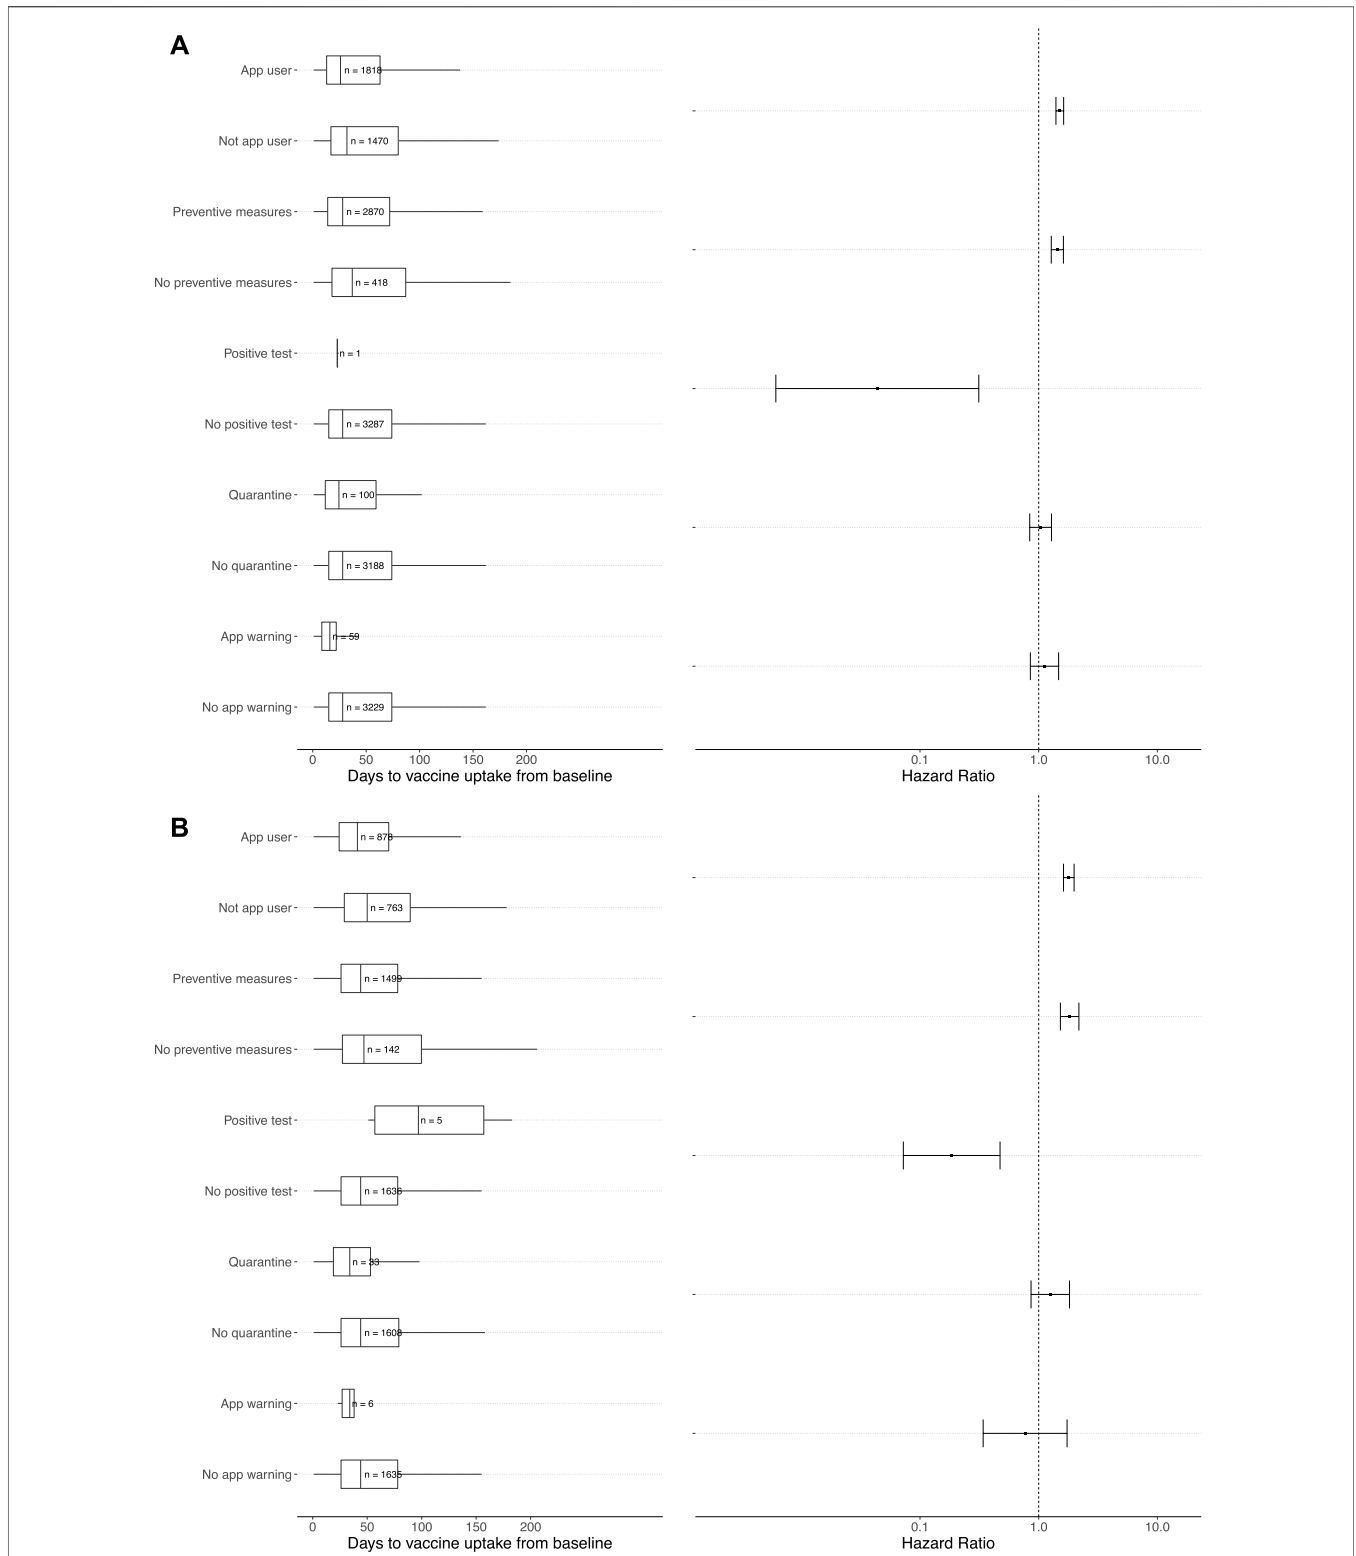 A
App user
n = 1818
Not app user
n = 1470
Preventive measures
n = 2870
No preventive measures
n = 418
Positive test
n = 1
No positive test
n = 3287
Quarantine
n = 100
No quarantine
n = 3188
App warning
n = 59
No app warning
n = 3229
0 50 100 150 200
Days to vaccine uptake from baseline
0.1 1.0 10.0
Hazard Ratio
B
App user
n = 878
Not app user
n = 763
Preventive measures
n = 1499
No preventive measures
n = 142
Positive test
n = 5
No positive test
n = 1636
Quarantine
n = 33
No quarantine
n = 1608
App warning
n = 6
No app warning
n = 1635
0 50 100 150 200
Days to vaccine uptake from baseline
0.1 1.0 10.0
Hazard Ratio